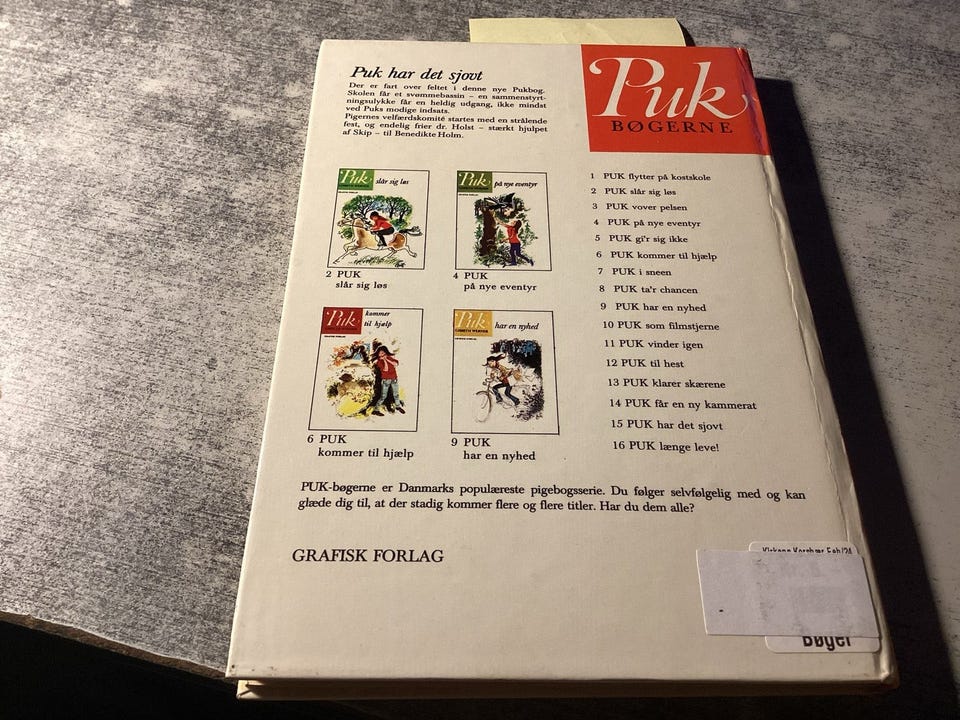 Puk har det sjovt
Der er fart over feltet i denne nye Pukbog.
Skolen får et svømmebassin – en sammenstyrt-
ningsulykke får en heldig udgang, ikke mindst
ved Puks modige indsats.
Pigernes velfærdskomité startes med en strålende
fest, og endelig frier dr. Holst – stærkt hjulpet
af Skip – til Benedikte Holm.
Puk
BØGERNE
Puk slår sig løs
LISBETH WERNER
2 PUK
slår sig løs
Puk på nye eventyr
LISBETH WERNER
4 PUK
på nye eventyr
Puk kommer
til hjælp
LISBETH WERNER
6 PUK
kommer til hjælp
Puk har en nyhed
LISBETH WERNER
9 PUK
har en nyhed
1 PUK flytter på kostskole
2 PUK slår sig løs
3 PUK vover pelsen
4 PUK på nye eventyr
5 PUK gi'r sig ikke
6 PUK kommer til hjælp
7 PUK i sneen
8 PUK ta'r chancen
9 PUK har en nyhed
10 PUK som filmstjerne
11 PUK vinder igen
12 PUK til hest
13 PUK klarer skærene
14 PUK får en ny kammerat
15 PUK har det sjovt
16 PUK længe leve!
PUK-bøgerne er Danmarks populæreste pigebogsserie. Du følger selvfølgelig med og kan
glæde dig til, at der stadig kommer flere og flere titler. Har du dem alle?
GRAFISK FORLAG
Bøger